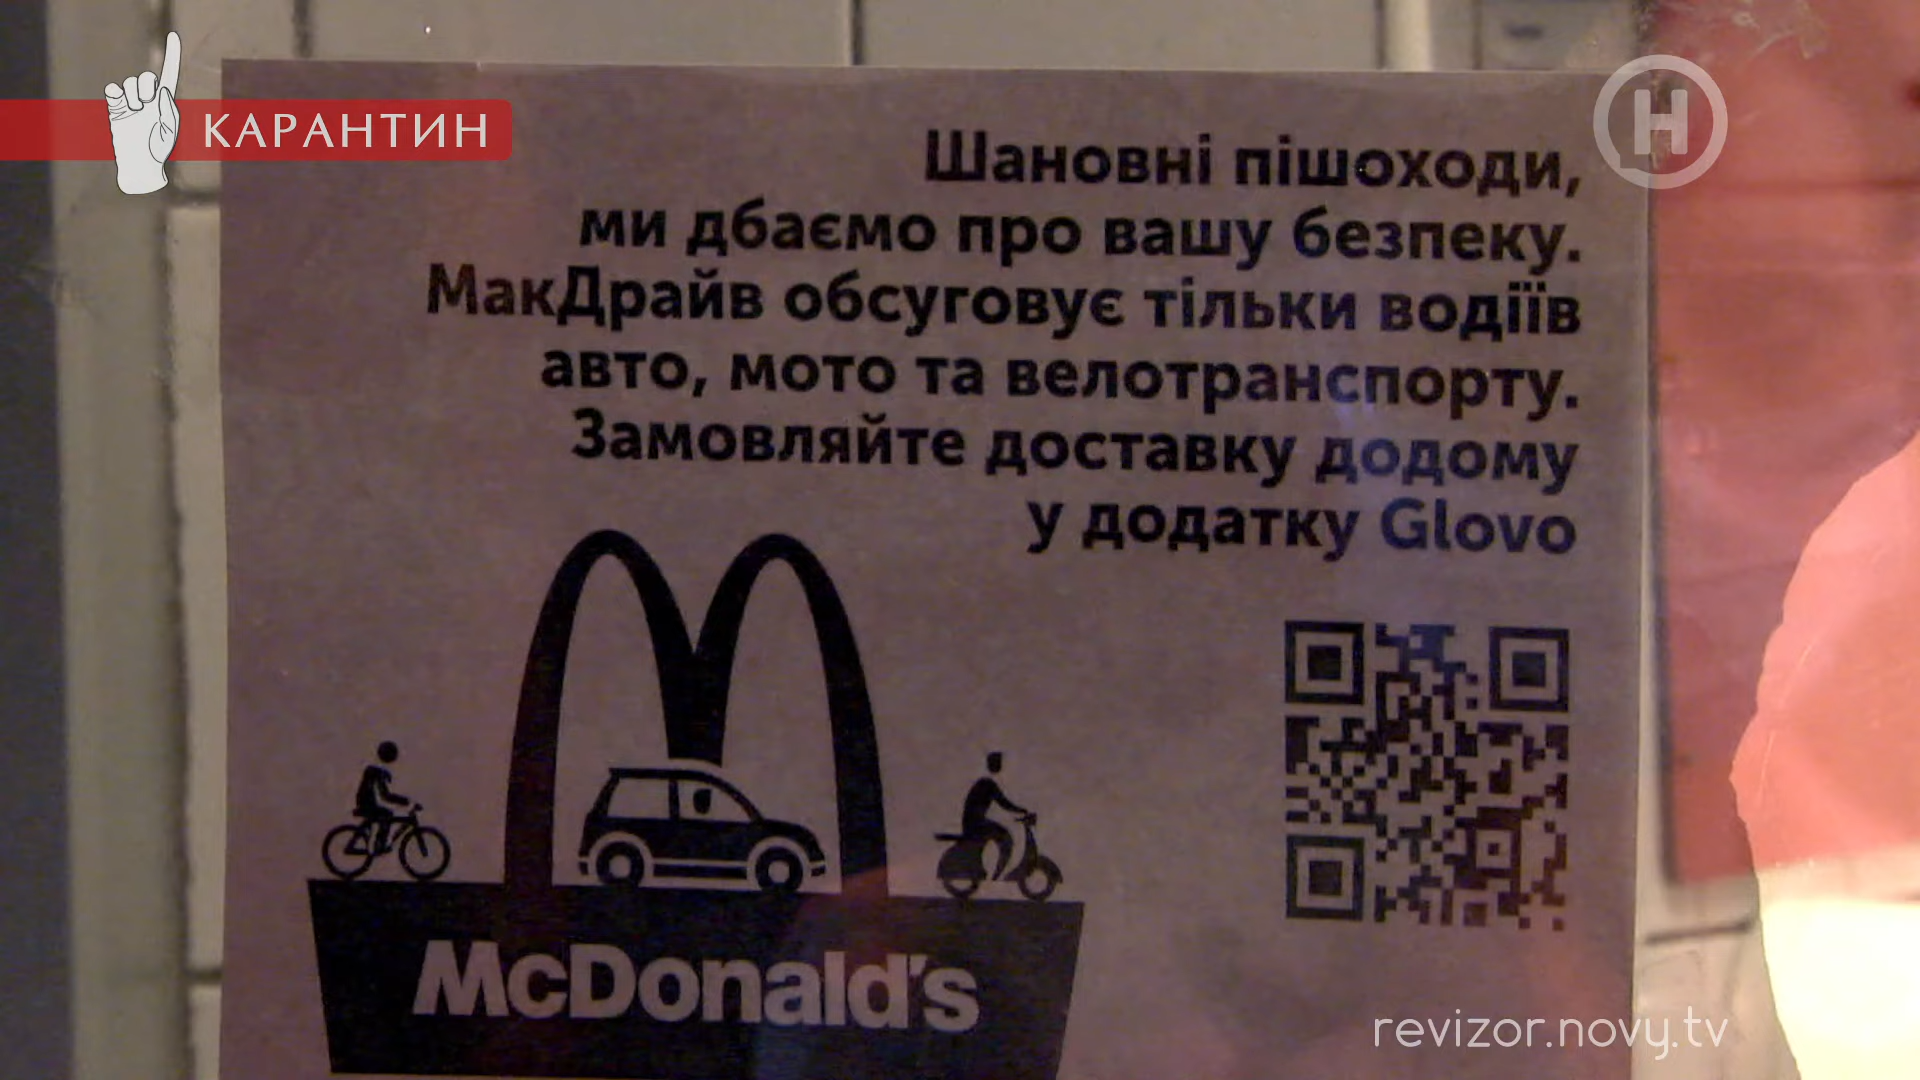 КАРАНТИН
Н
Шановні пішоходи,
ми дбаємо про вашу безпеку.
МакДрайв обсуговує тільки водіїв
авто, мото та велотранспорту.
Замовляйте доставку додому
у додатку Glovo
McDonald's
revizor.novy.tv